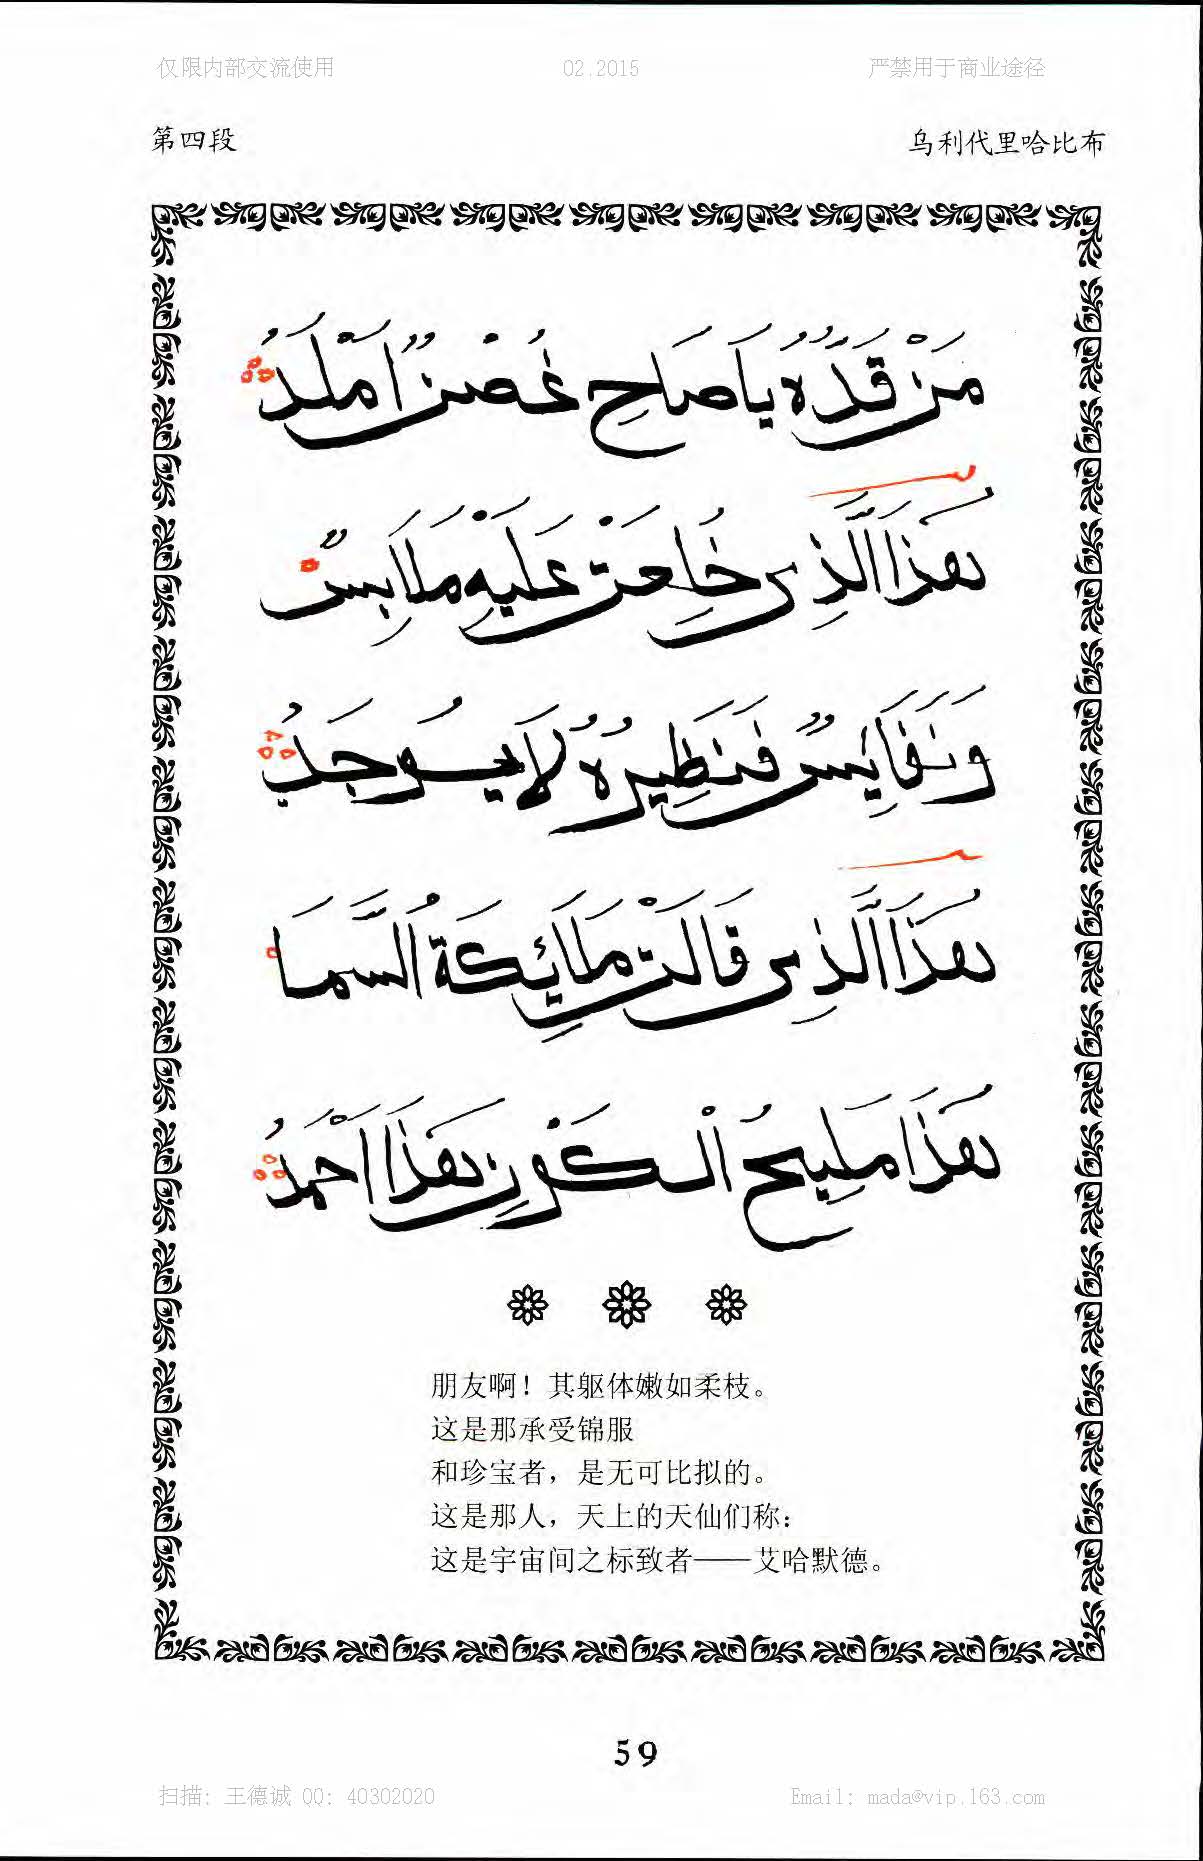 仅限内部交流使用 02.2015 严禁用于商业途径
第四段 乌利代里哈比布
مَنْ قَدُّهُ يَاصَاحِ غُصْنٌ اَمْلَدُ
هَذَا الَّذِي خُلِعَتْ عَلَيْهِ مَلَابِسٌ
وَنَفَائِسٌ فَنَظِيرُهُ لَا يُوجَدُ
هَذَا الَّذِي قَالَتْ مَلَائِكَةُ السَّمَا
هَذَا مَلِيحُ الْكَوْنِ هَذَا اَحْمَدُ
朋友啊！其躯体嫩如柔枝。
这是那承受锦服
和珍宝者，是无可比拟的。
这是那人，天上的天仙们称：
这是宇宙间之标致者——艾哈默德。
59
扫描: 王德诚 QQ: 40302020 Email: mada@vip.163.com